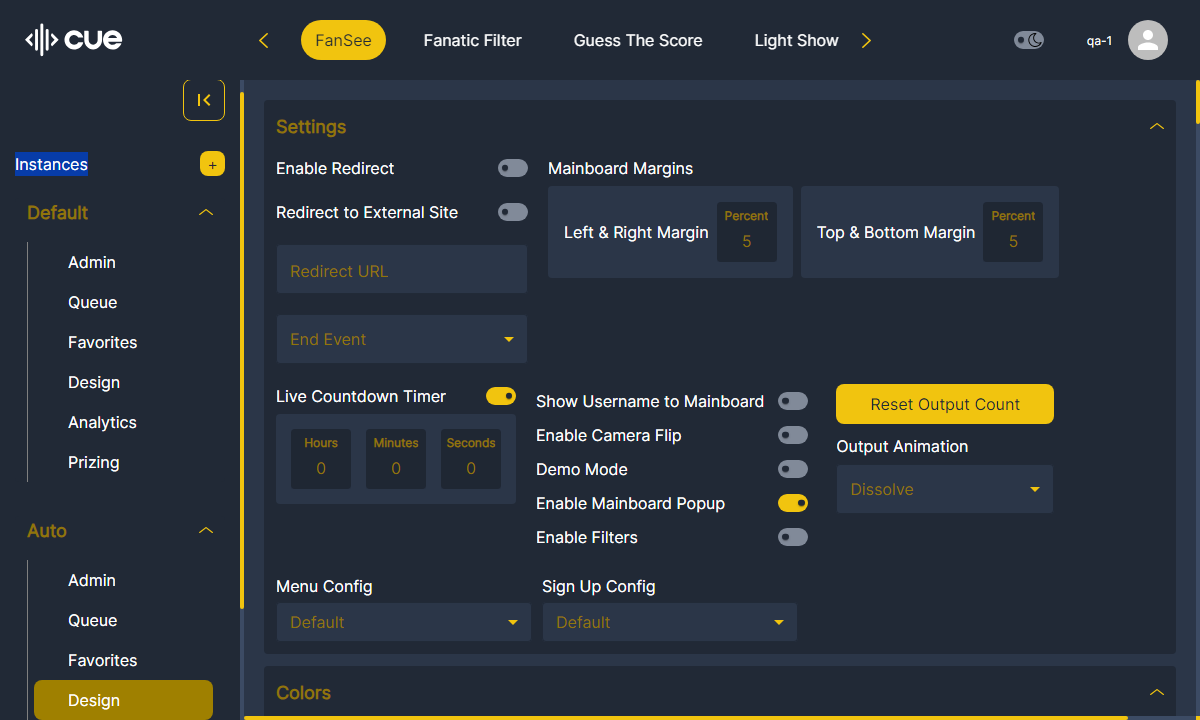 cue
FanSee
Fanatic Filter
Guess The Score
Light Show
qa-1
Instances
+
Default
Admin
Queue
Favorites
Design
Analytics
Prizing
Auto
Admin
Queue
Favorites
Design
Settings
Enable Redirect
Redirect to External Site
Redirect URL
End Event
Mainboard Margins
Left & Right Margin
Percent
5
Top & Bottom Margin
Percent
5
Live Countdown Timer
Hours
0
Minutes
0
Seconds
0
Show Username to Mainboard
Enable Camera Flip
Demo Mode
Enable Mainboard Popup
Enable Filters
Reset Output Count
Output Animation
Dissolve
Menu Config
Default
Sign Up Config
Default
Colors